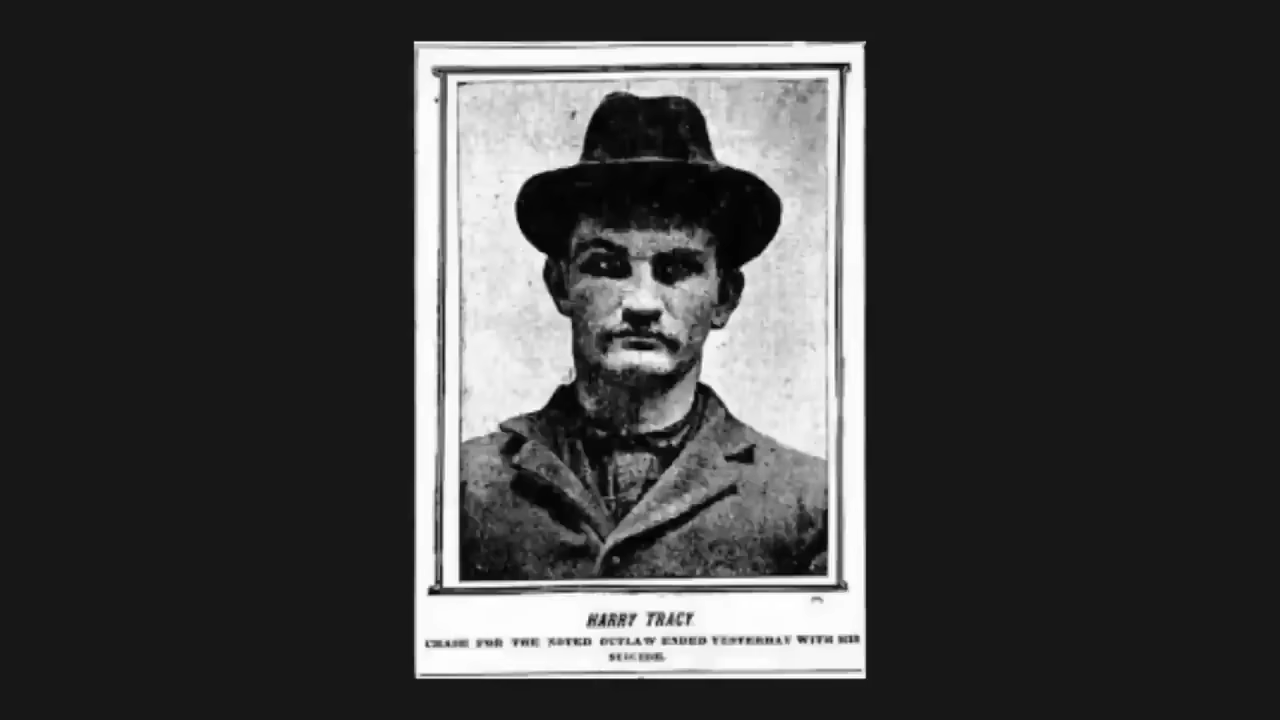 HARRY TRACY
CHASE FOR THE NOTED OUTLAW ENDED YESTERDAY WITH HIS
SUICIDE.